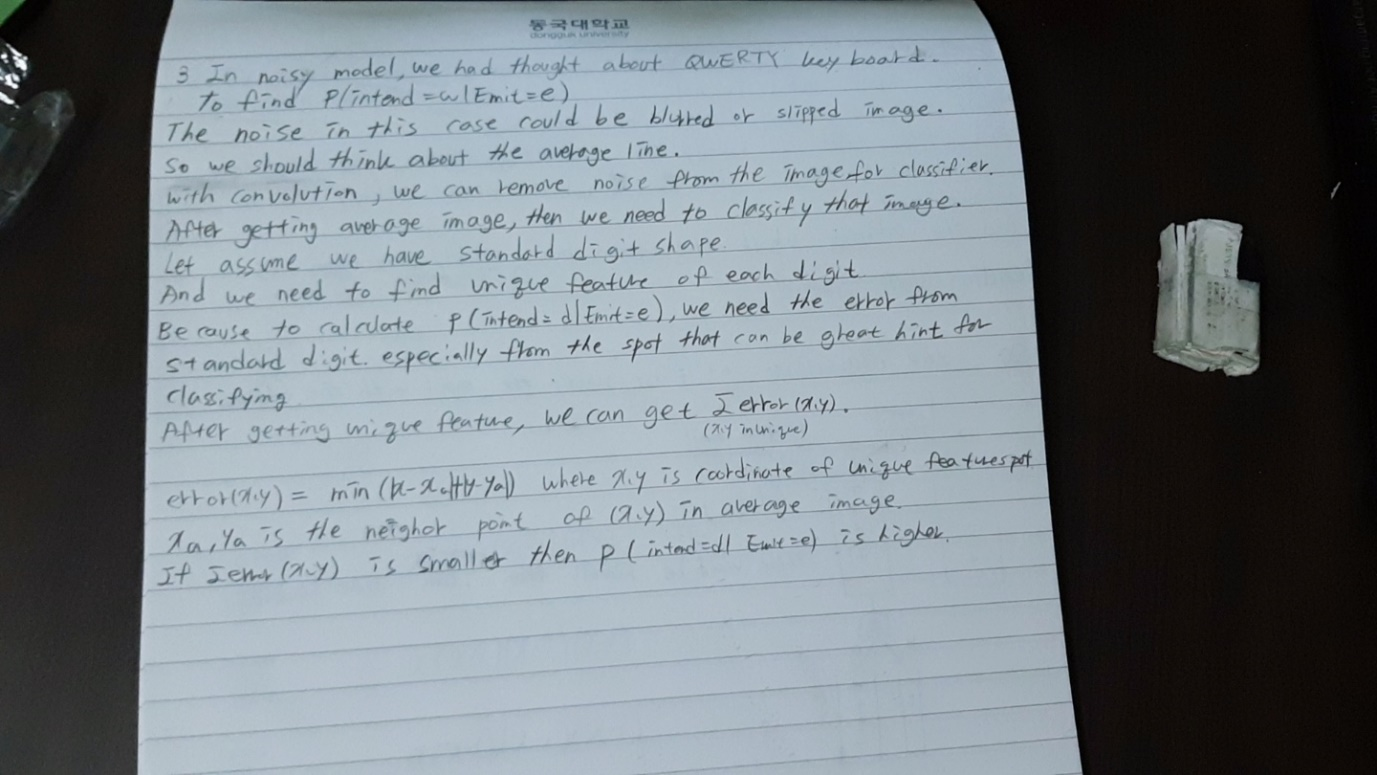 동국대학교
dongguk university
3 In noisy model, we had thought about QWERTY key board.
To find P(intend=w|Emit=e)
The noise in this case could be blurred or slipped image.
So we should think about the average line.
with convolution, we can remove noise from the image for classifier.
After getting average image, then we need to classify that image.
Let assume we have standard digit shape.
And we need to find unique feature of each digit
Because to calculate P(intend=d|Emit=e), we need the error from
standard digit. especially from the spot that can be great hint for
classifying
After getting unique feature, we can get Σ error(x,y).
(x,y in unique)
error(x,y) = min(|x-xa|+|y-ya|) where x,y is coordinate of unique feature spot
xa, ya is the neighor point of (x,y) in average image.
If Σ error(x,y) is smaller then P(intend=d| Emit=e) is higher.